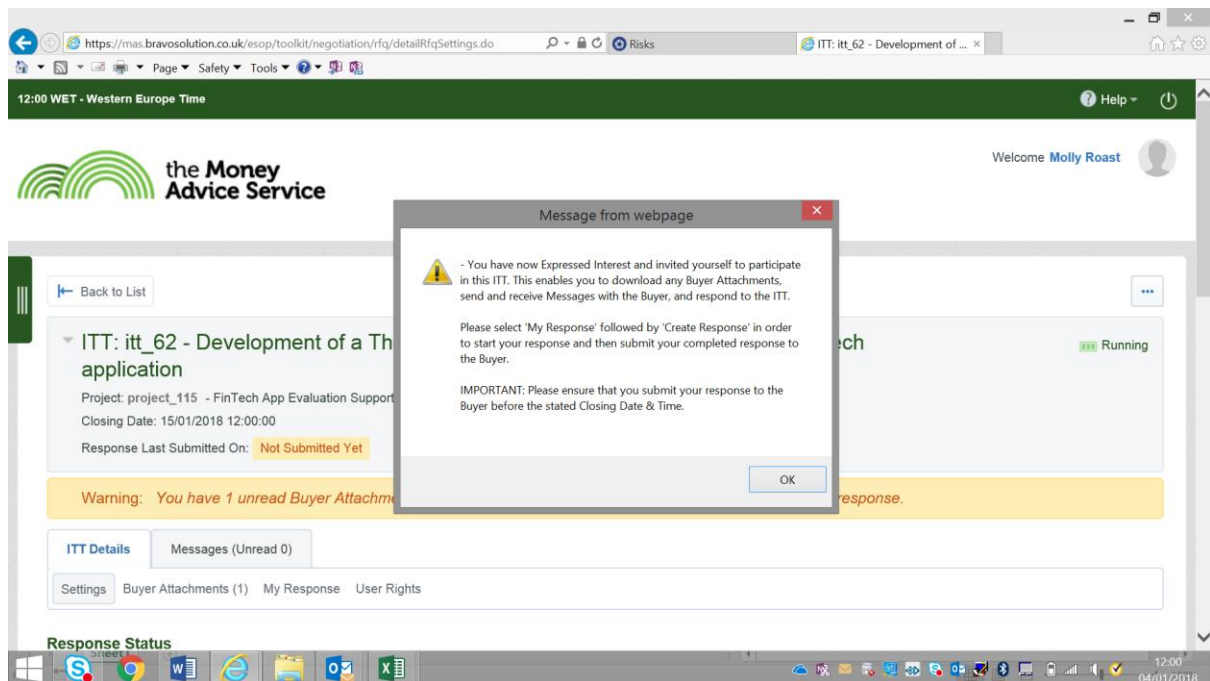 https://mas.bravosolution.co.uk/esop/toolkit/negotiation/rfq/detailRfqSettings.do
Risks
ITT: itt_62 - Development of ...
Page Safety Tools
12:00 WET - Western Europe Time
Help
the Money
Advice Service
Welcome Molly Roast
Message from webpage
- You have now Expressed Interest and invited yourself to participate
in this ITT. This enables you to download any Buyer Attachments,
send and receive Messages with the Buyer, and respond to the ITT.
Please select 'My Response' followed by 'Create Response' in order
to start your response and then submit your completed response to
the Buyer.
IMPORTANT: Please ensure that you submit your response to the
Buyer before the stated Closing Date & Time.
OK
Back to List
...
ITT: itt_62 - Development of a Th
application
Running
Project: project_115 - FinTech App Evaluation Support
Closing Date: 15/01/2018 12:00:00
Response Last Submitted On: Not Submitted Yet
Warning: You have 1 unread Buyer Attachme response.
ITT Details Messages (Unread 0)
Settings Buyer Attachments (1) My Response User Rights
Response Status
Sheet1
12:00
04/01/2018